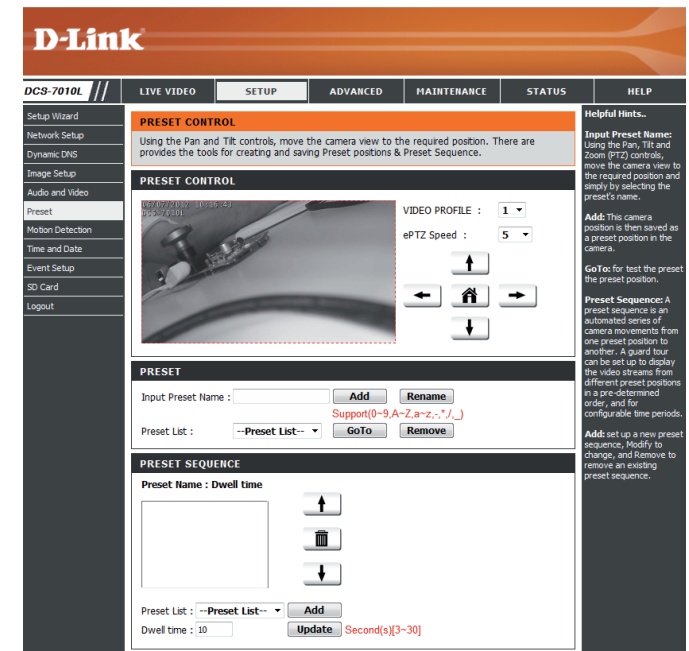 D-Link
DCS-7010L
LIVE VIDEO
SETUP
ADVANCED
MAINTENANCE
STATUS
HELP
Setup Wizard
Network Setup
Dynamic DNS
Image Setup
Audio and Video
Preset
Motion Detection
Time and Date
Event Setup
SD Card
Logout
PRESET CONTROL
Using the Pan and Tilt controls, move the camera view to the required position. There are
provides the tools for creating and saving Preset positions & Preset Sequence.
PRESET CONTROL
06/07/2012 10:16:43
VIDEO PROFILE :
1
ePTZ Speed :
5
PRESET
Input Preset Name :
Add
Rename
Support(0~9,A~Z,a~z,-,*,/,_)
Preset List :
--Preset List--
GoTo
Remove
PRESET SEQUENCE
Preset Name : Dwell time
Preset List :
--Preset List--
Add
Dwell time :
10
Update
Second(s)[3~30]
Helpful Hints..
Input Preset Name:
Using the Pan, Tilt and
Zoom (PTZ) controls,
move the camera view to
the required position and
simply by selecting the
preset's name.
Add: This camera
position is then saved as
a preset position in the
camera.
GoTo: for test the preset
the preset position.
Preset Sequence: A
preset sequence is an
automated series of
camera movements from
one preset position to
another. A guard tour
can be set up to display
the video streams from
different preset positions
in a pre-determined
order, and for
configurable time periods.
Add: set up a new preset
sequence, Modify to
change, and Remove to
remove an existing
preset sequence.